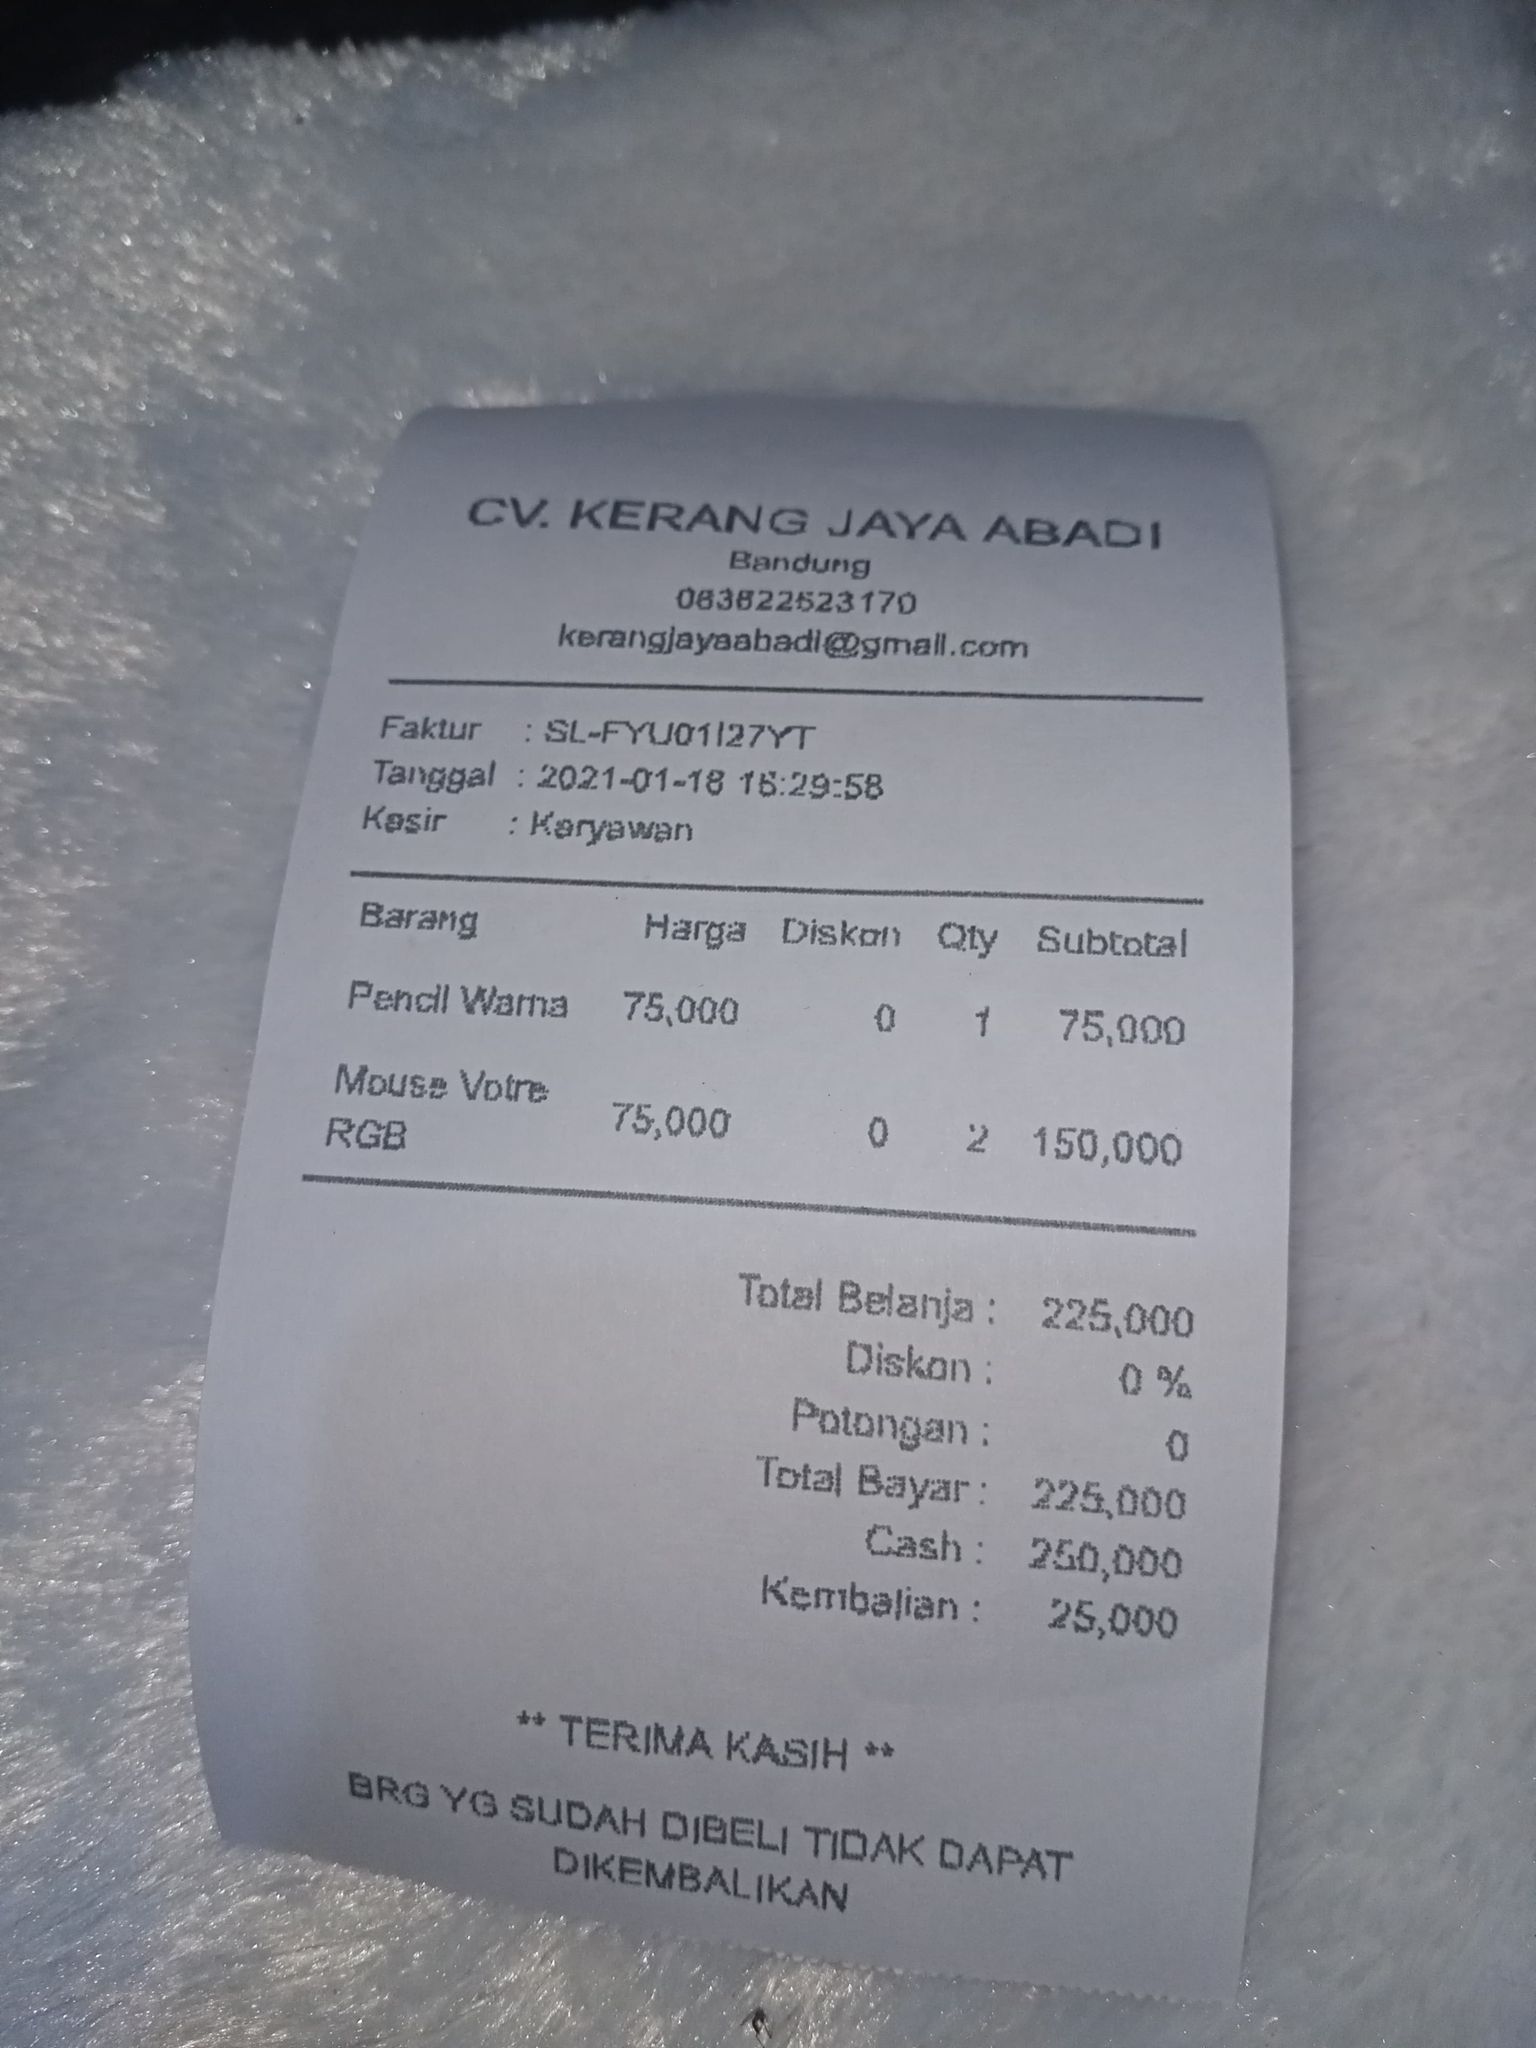 CV. KERANG JAYA ABADI
Bandung
kerangjayaabadi@gmail.com
Faktur : SL-FYU01I27YT
Tanggal : 2021-01-18 16:29:58
Kasir : Karyawan
Barang Harga Diskon Qty Subtotal
Pencil Warna 75,000 0 1 75,000
Mouse Votre
RGB 75,000 0 2 150,000
Total Belanja : 225,000
Diskon : 0 %
Potongan : 0
Total Bayar : 225,000
Cash : 250,000
Kembalian : 25,000
** TERIMA KASIH **
BRG YG SUDAH DIBELI TIDAK DAPAT
DIKEMBALIKAN